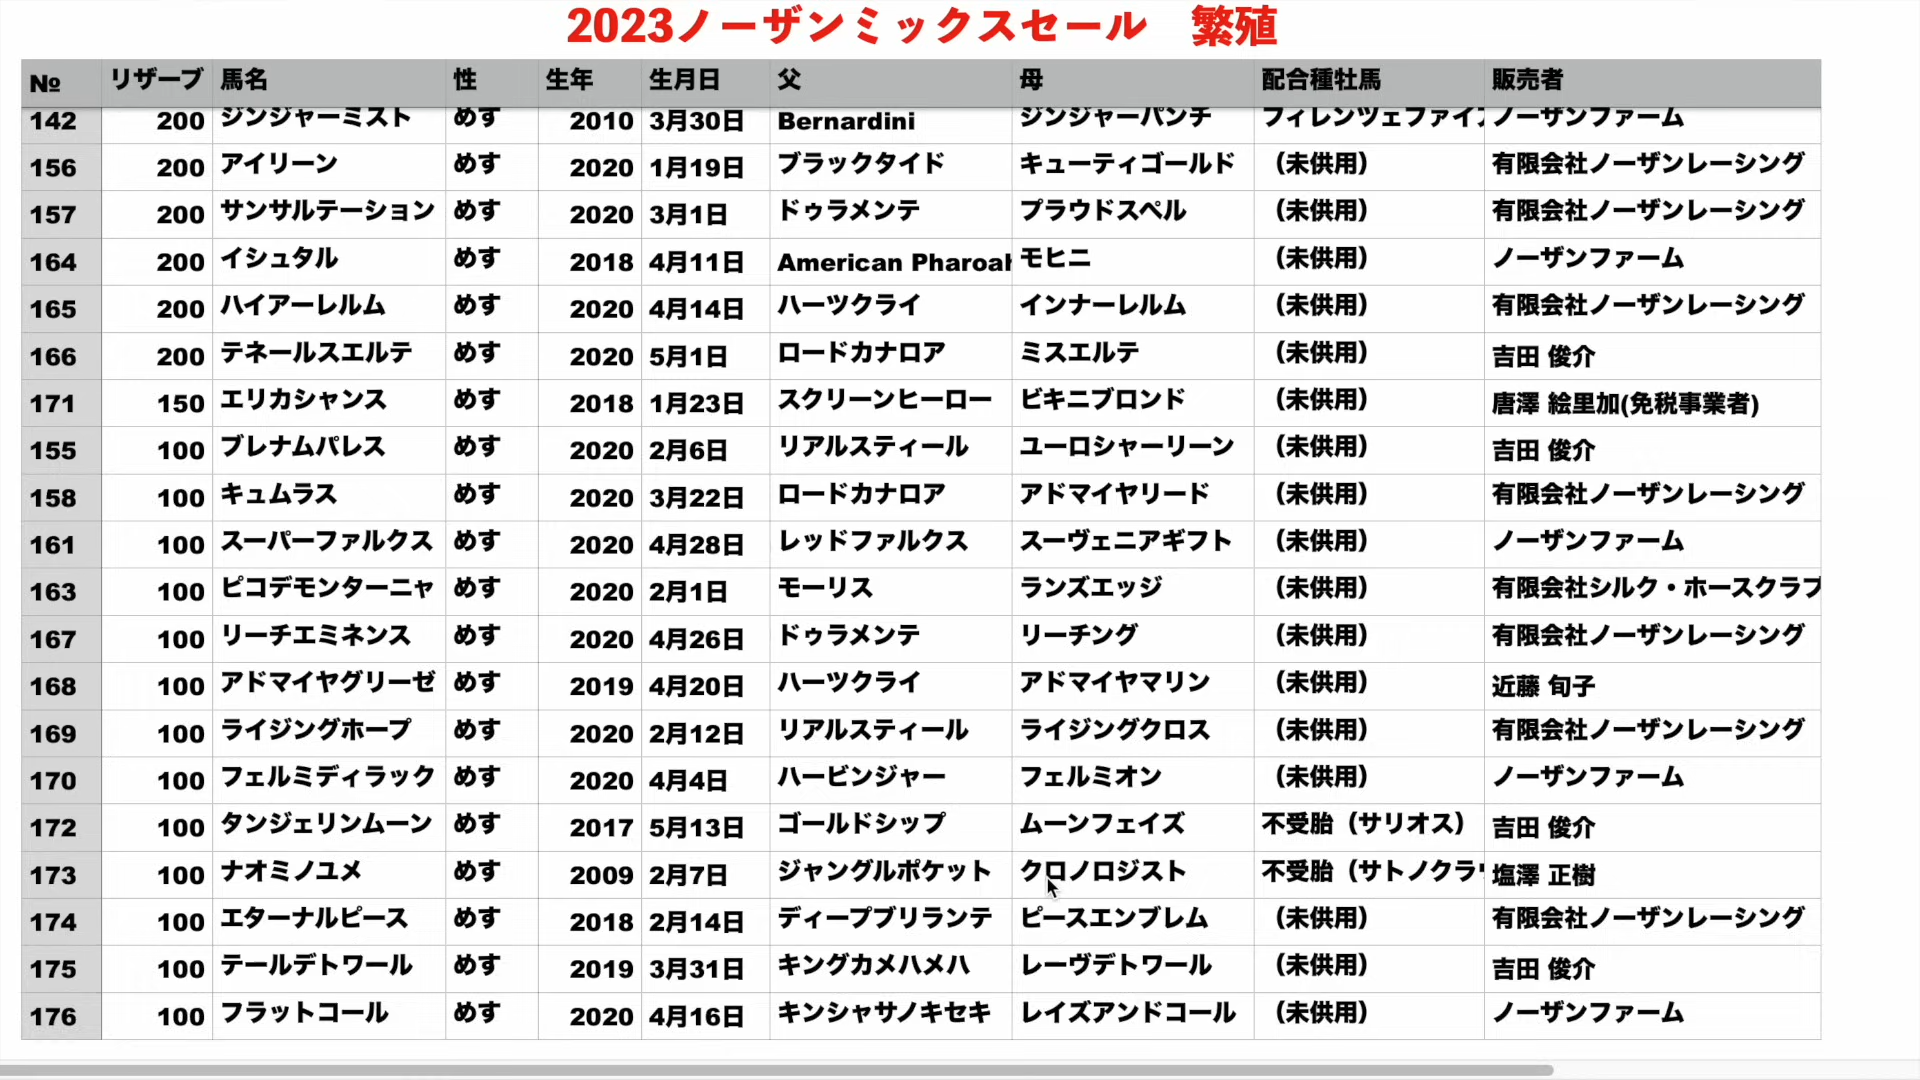 2023ノーザンミックスセール　繁殖
№ リザーブ 馬名 性 生年 生月日 父 母 配合種牡馬 販売者
142 200 ジンジャーミスト めす 2010 3月30日 Bernardini ジンジャーパンチ フィレンツェファイ ノーザンファーム
156 200 アイリーン めす 2020 1月19日 ブラックタイド キューティゴールド （未供用） 有限会社ノーザンレーシング
157 200 サンサルテーション めす 2020 3月1日 ドゥラメンテ プラウドスペル （未供用） 有限会社ノーザンレーシング
164 200 イシュタル めす 2018 4月11日 American Pharoah モヒニ （未供用） ノーザンファーム
165 200 ハイアーレルム めす 2020 4月14日 ハーツクライ インナーレルム （未供用） 有限会社ノーザンレーシング
166 200 テネールスエルテ めす 2020 5月1日 ロードカナロア ミスエルテ （未供用） 吉田 俊介
171 150 エリカシャンス めす 2018 1月23日 スクリーンヒーロー ビキニブロンド （未供用） 唐澤 絵里加(免税事業者)
155 100 ブレナムパレス めす 2020 2月6日 リアルスティール ユーロシャーリーン （未供用） 吉田 俊介
158 100 キュムラス めす 2020 3月22日 ロードカナロア アドマイヤリード （未供用） 有限会社ノーザンレーシング
161 100 スーパーファルクス めす 2020 4月28日 レッドファルクス スーヴェニアギフト （未供用） ノーザンファーム
163 100 ピコデモンターニャ めす 2020 2月1日 モーリス ランズエッジ （未供用） 有限会社シルク・ホースクラブ
167 100 リーチエミネンス めす 2020 4月26日 ドゥラメンテ リーチング （未供用） 有限会社ノーザンレーシング
168 100 アドマイヤグリーゼ めす 2019 4月20日 ハーツクライ アドマイヤマリン （未供用） 近藤 旬子
169 100 ライジングホープ めす 2020 2月12日 リアルスティール ライジングクロス （未供用） 有限会社ノーザンレーシング
170 100 フェルミディラック めす 2020 4月4日 ハービンジャー フェルミオン （未供用） ノーザンファーム
172 100 タンジェリンムーン めす 2017 5月13日 ゴールドシップ ムーンフェイズ 不受胎（サリオス） 吉田 俊介
173 100 ナオミノユメ めす 2009 2月7日 ジャングルポケット クロノロジスト 不受胎（サトノクラ 塩澤 正樹
174 100 エターナルピース めす 2018 2月14日 ディープブリランテ ピースエンブレム （未供用） 有限会社ノーザンレーシング
175 100 テールデトワール めす 2019 3月31日 キングカメハメハ レーヴデトワール （未供用） 吉田 俊介
176 100 フラットコール めす 2020 4月16日 キンシャサノキセキ レイズアンドコール （未供用） ノーザンファーム